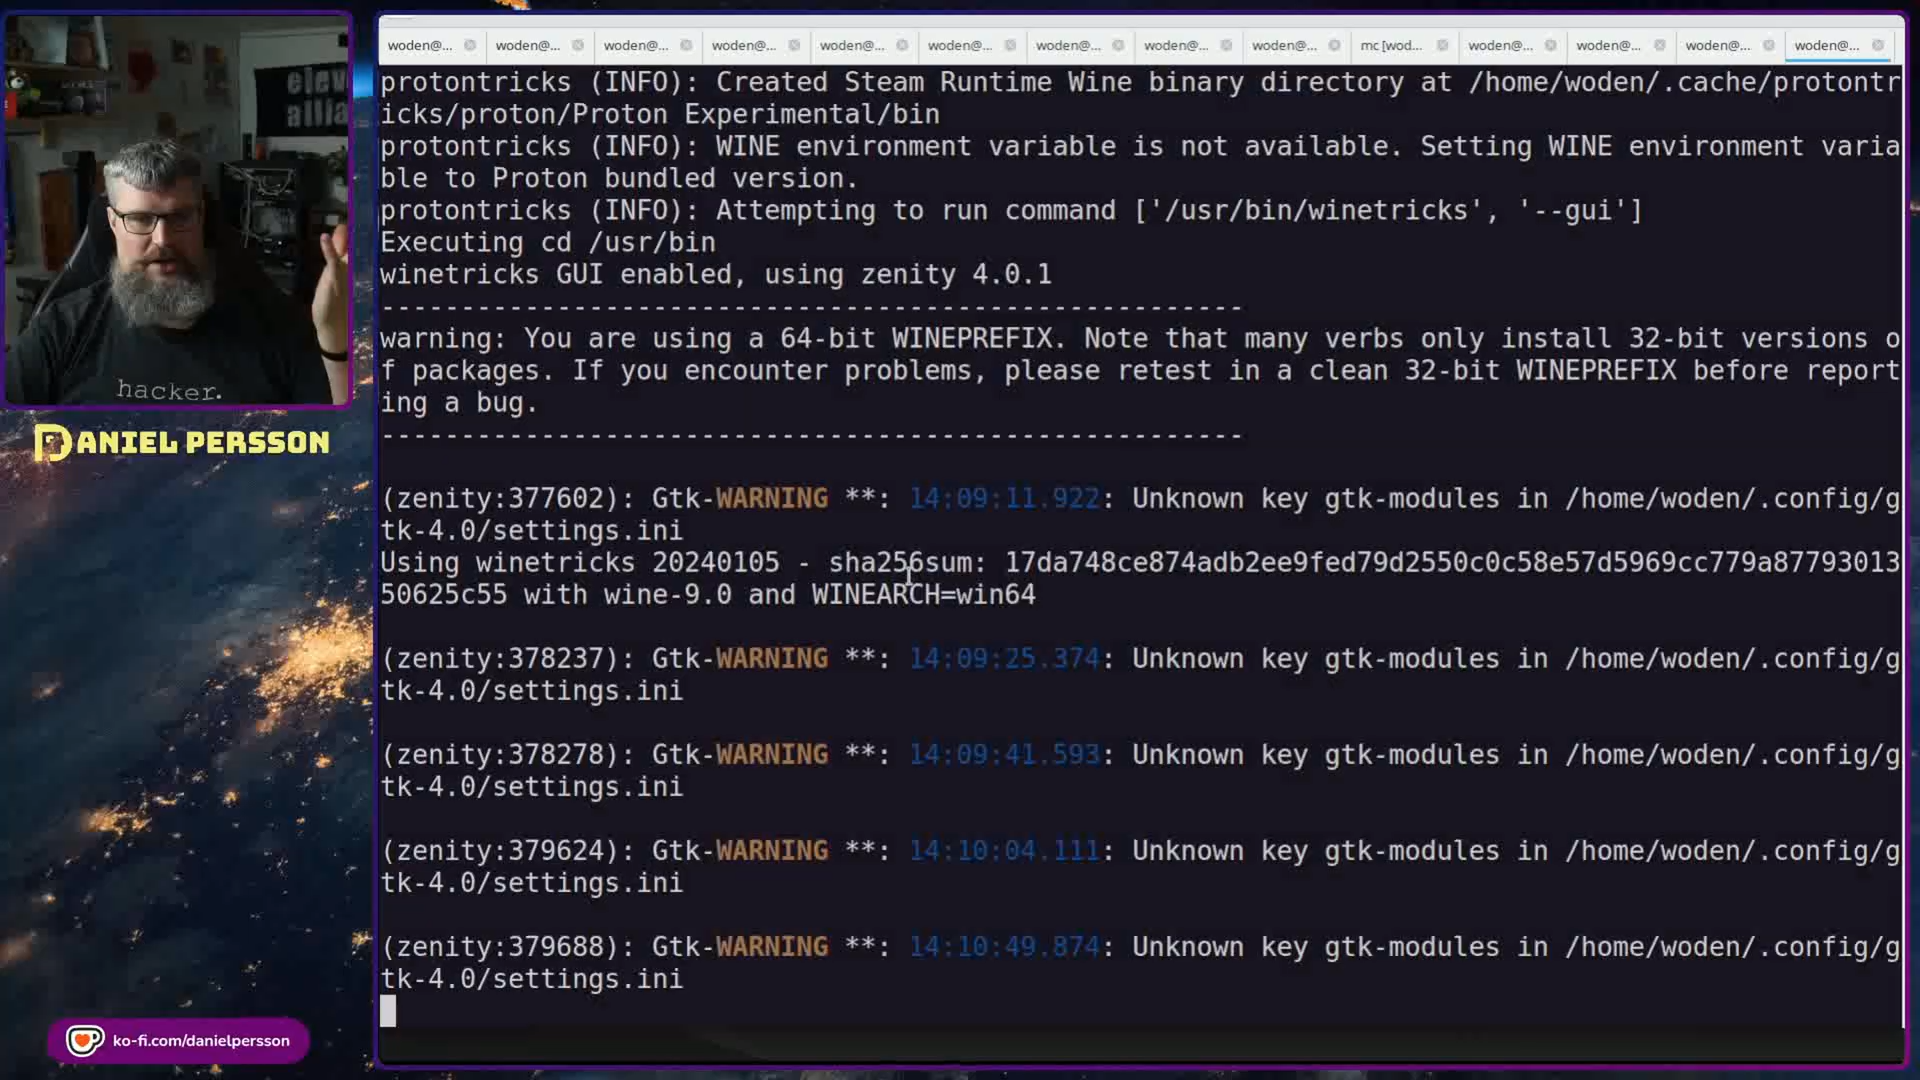 woden@... woden@... woden@... woden@... woden@... woden@... woden@... woden@... woden@... mc [wod... woden@... woden@... woden@... woden@...
protontricks (INFO): Created Steam Runtime Wine binary directory at /home/woden/.cache/protontr
icks/proton/Proton Experimental/bin
protontricks (INFO): WINE environment variable is not available. Setting WINE environment varia
ble to Proton bundled version.
protontricks (INFO): Attempting to run command ['/usr/bin/winetricks', '--gui']
Executing cd /usr/bin
winetricks GUI enabled, using zenity 4.0.1
------------------------------------------------------
warning: You are using a 64-bit WINEPREFIX. Note that many verbs only install 32-bit versions o
f packages. If you encounter problems, please retest in a clean 32-bit WINEPREFIX before report
ing a bug.
------------------------------------------------------
(zenity:377602): Gtk-WARNING **: 14:09:11.922: Unknown key gtk-modules in /home/woden/.config/g
tk-4.0/settings.ini
Using winetricks 20240105 - sha256sum: 17da748ce874adb2ee9fed79d2550c0c58e57d5969cc779a87793013
50625c55 with wine-9.0 and WINEARCH=win64
(zenity:378237): Gtk-WARNING **: 14:09:25.374: Unknown key gtk-modules in /home/woden/.config/g
tk-4.0/settings.ini
(zenity:378278): Gtk-WARNING **: 14:09:41.593: Unknown key gtk-modules in /home/woden/.config/g
tk-4.0/settings.ini
(zenity:379624): Gtk-WARNING **: 14:10:04.111: Unknown key gtk-modules in /home/woden/.config/g
tk-4.0/settings.ini
(zenity:379688): Gtk-WARNING **: 14:10:49.874: Unknown key gtk-modules in /home/woden/.config/g
tk-4.0/settings.ini
hacker.
DANIEL PERSSON
ko-fi.com/danielpersson